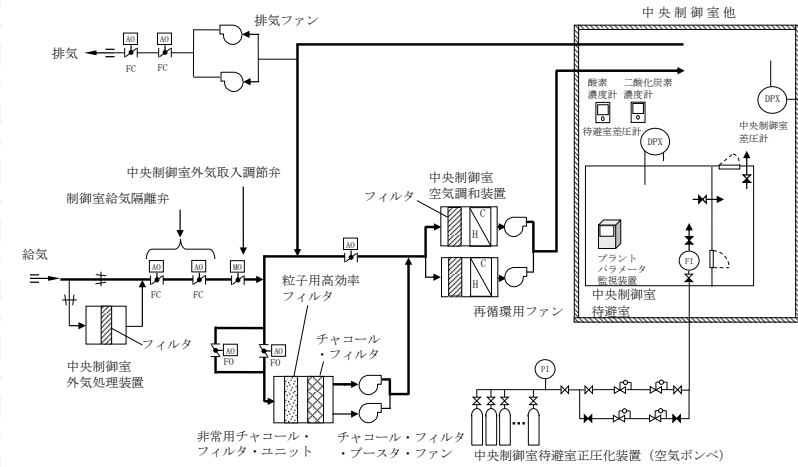 中央制御室他
排気ファン
排気
AO
AO
FC
FC
酸素
濃度計
二酸化炭素
濃度計
DPX
中央制御室
差圧計
待避室差圧計
DPX
中央制御室外気取入調節弁
制御室給気隔離弁
フィルタ
中央制御室
空気調和装置
C
H
C
H
再循環用ファン
給気
AO
AO
MO
FC
FC
AO
粒子用高効率
フィルタ
チャコール
・フィルタ
フィルタ
中央制御室
外気処理装置
AO
FO
AO
FO
プラント
パラメータ
監視装置
FI
中央制御室
待避室
PI
非常用チャコール・
フィルタ・ユニット
チャコール・フィルタ
・ブースタ・ファン
中央制御室待避室正圧化装置（空気ボンベ）